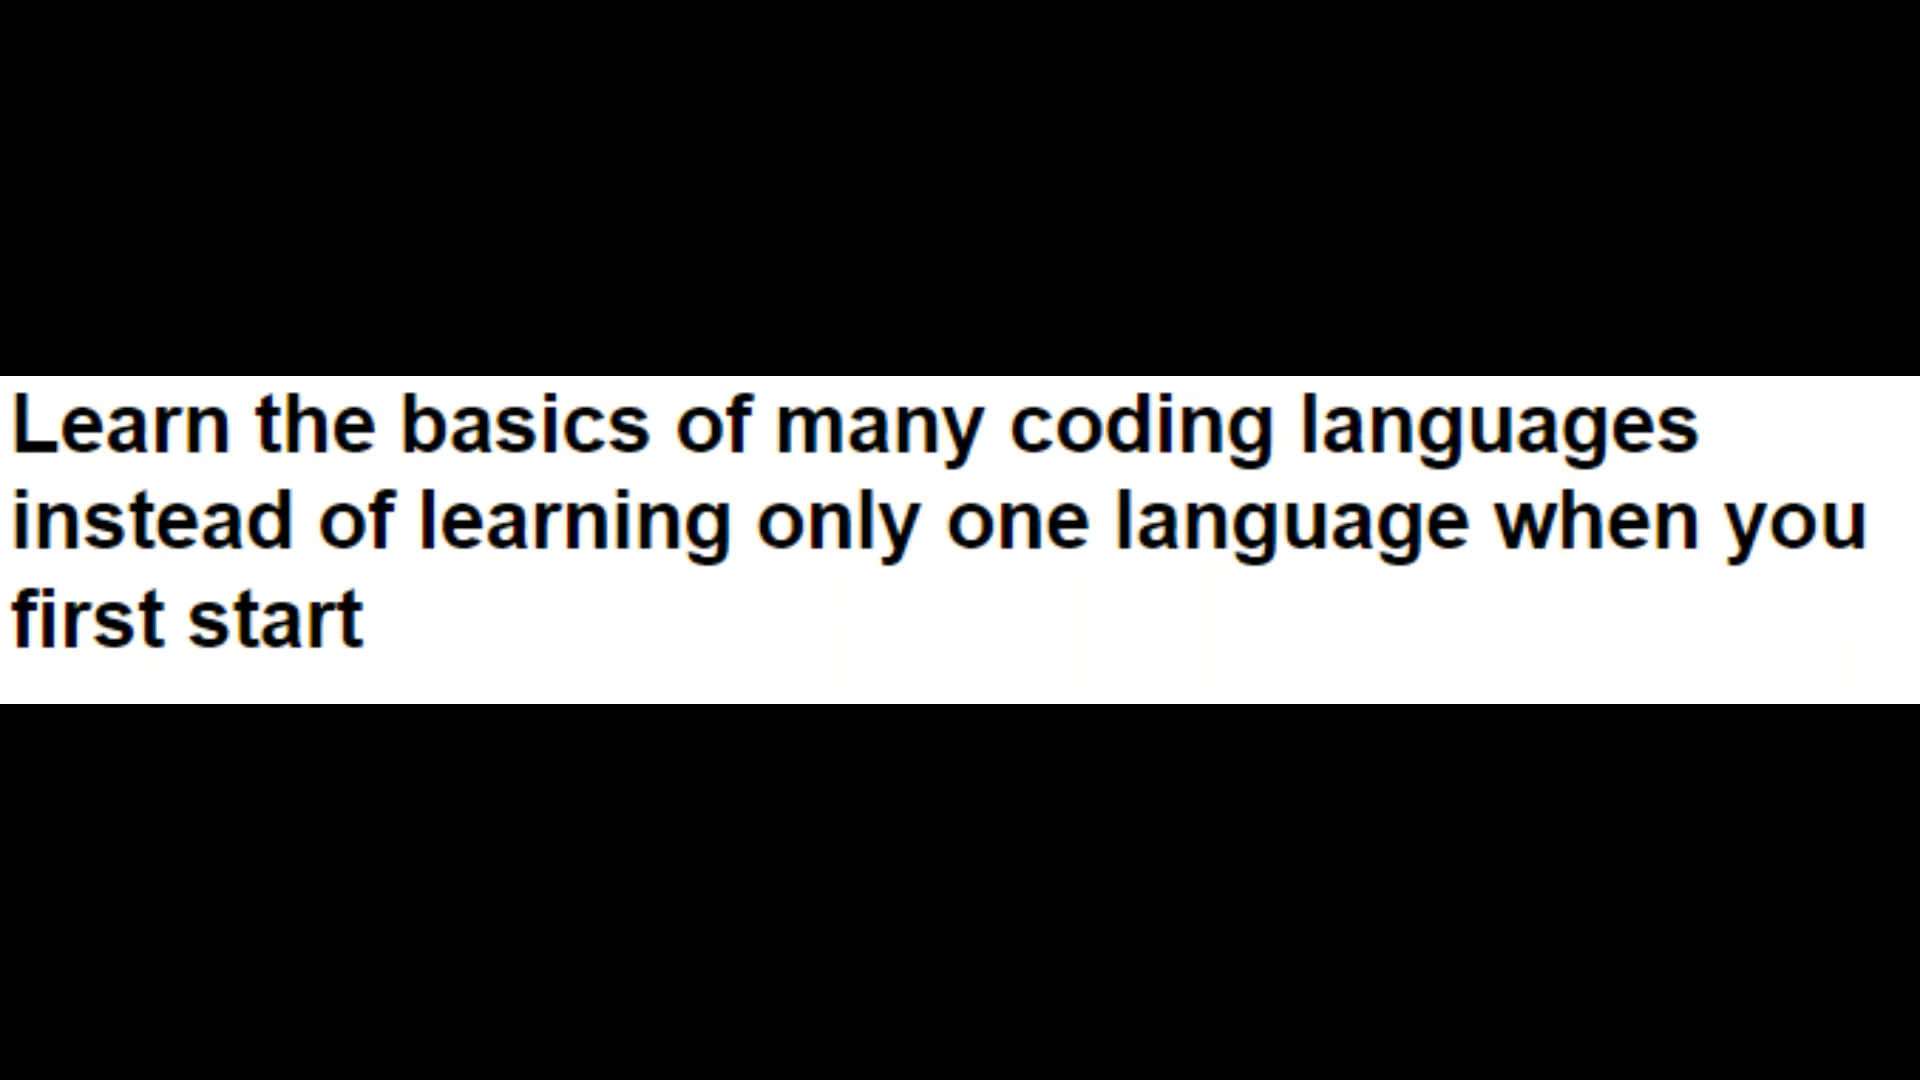 Learn the basics of many coding languages
instead of learning only one language when you
first start